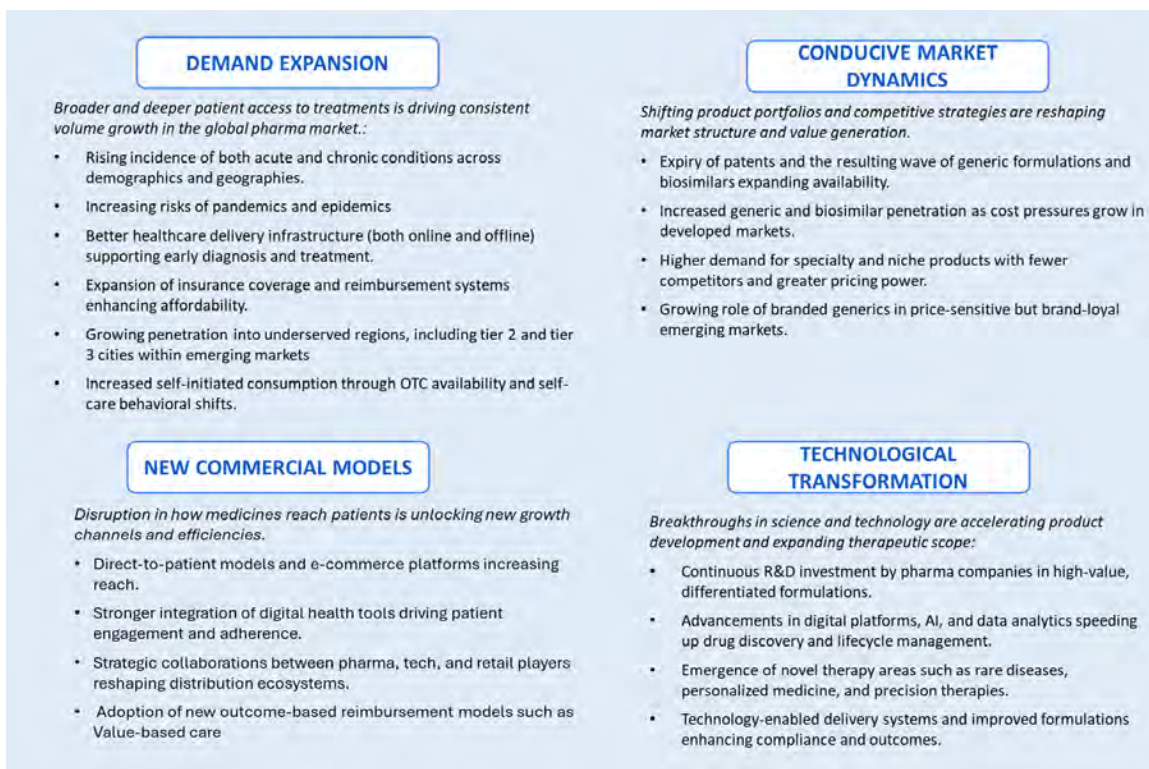 DEMAND EXPANSION
Broader and deeper patient access to treatments is driving consistent
volume growth in the global pharma market.:
• Rising incidence of both acute and chronic conditions across
demographics and geographies.
• Increasing risks of pandemics and epidemics
• Better healthcare delivery infrastructure (both online and offline)
supporting early diagnosis and treatment.
• Expansion of insurance coverage and reimbursement systems
enhancing affordability.
• Growing penetration into underserved regions, including tier 2 and tier
3 cities within emerging markets
• Increased self-initiated consumption through OTC availability and self-
care behavioral shifts.
CONDUCIVE MARKET
DYNAMICS
Shifting product portfolios and competitive strategies are reshaping
market structure and value generation.
• Expiry of patents and the resulting wave of generic formulations and
biosimilars expanding availability.
• Increased generic and biosimilar penetration as cost pressures grow in
developed markets.
• Higher demand for specialty and niche products with fewer
competitors and greater pricing power.
• Growing role of branded generics in price-sensitive but brand-loyal
emerging markets.
NEW COMMERCIAL MODELS
Disruption in how medicines reach patients is unlocking new growth
channels and efficiencies.
• Direct-to-patient models and e-commerce platforms increasing
reach.
• Stronger integration of digital health tools driving patient
engagement and adherence.
• Strategic collaborations between pharma, tech, and retail players
reshaping distribution ecosystems.
• Adoption of new outcome-based reimbursement models such as
Value-based care
TECHNOLOGICAL
TRANSFORMATION
Breakthroughs in science and technology are accelerating product
development and expanding therapeutic scope:
• Continuous R&D investment by pharma companies in high-value,
differentiated formulations.
• Advancements in digital platforms, AI, and data analytics speeding
up drug discovery and lifecycle management.
• Emergence of novel therapy areas such as rare diseases,
personalized medicine, and precision therapies.
• Technology-enabled delivery systems and improved formulations
enhancing compliance and outcomes.